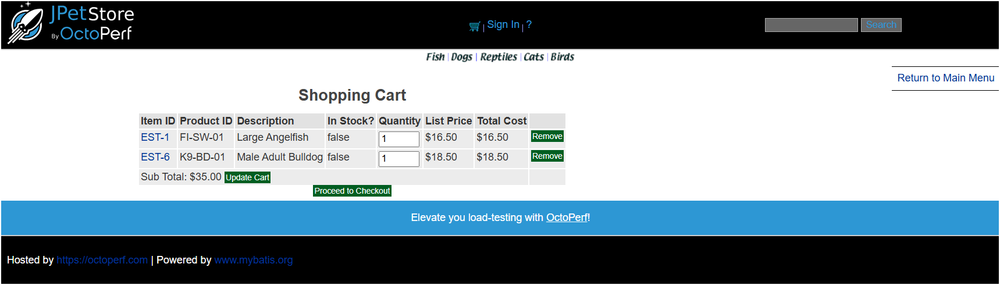 JPetStore
By OctoPerf
Sign In | ?
Search
Fish | Dogs | Reptiles | Cats | Birds
Return to Main Menu
Shopping Cart
Item ID Product ID Description In Stock? Quantity List Price Total Cost
EST-1 FI-SW-01 Large Angelfish false 1 $16.50 $16.50 Remove
EST-6 K9-BD-01 Male Adult Bulldog false 1 $18.50 $18.50 Remove
Sub Total: $35.00 Update Cart
Proceed to Checkout
Elevate you load-testing with OctoPerf!
Hosted by https://octoperf.com | Powered by www.mybatis.org